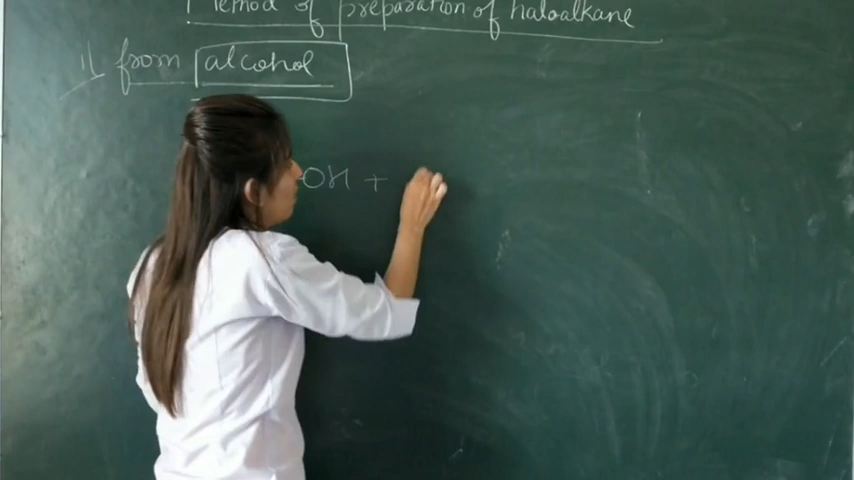 Method of preparation of haloalkane
1) from alcohol
-OH +